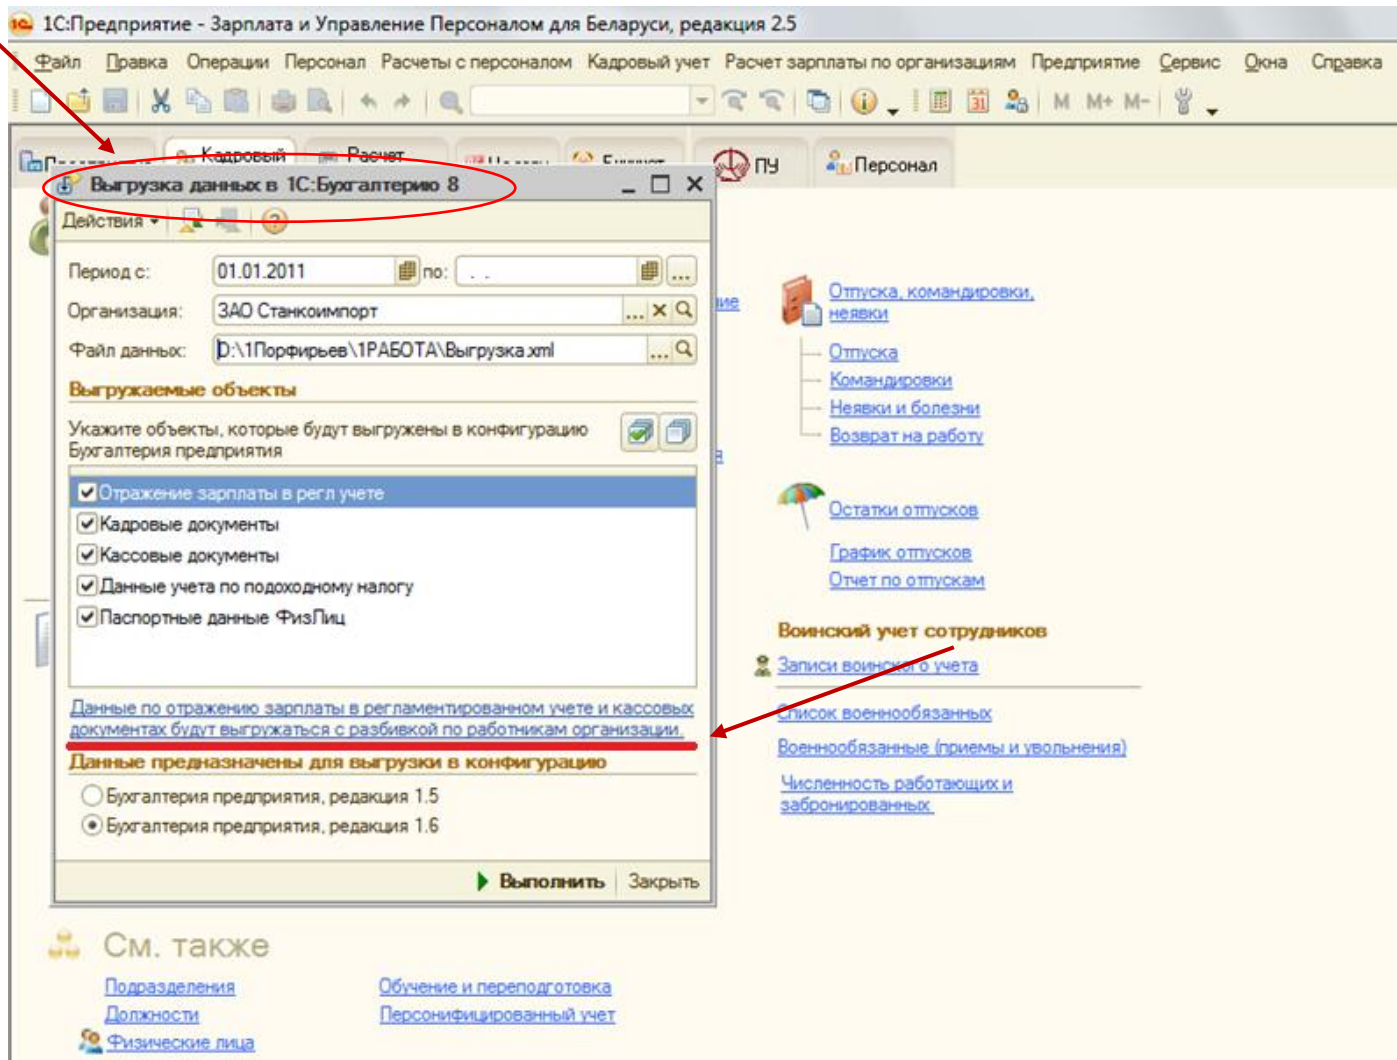 1С:Предприятие - Зарплата и Управление Персоналом для Беларуси, редакция 2.5
Файл Правка Операции Персонал Расчеты с персоналом Кадровый учет Расчет зарплаты по организациям Предприятие Сервис Окна Справка
M M+ M-
Кадровый Расчет ПУ Персонал
Выгрузка данных в 1С:Бухгалтерию 8
Действия
Период с: 01.01.2011 по: . .
Организация: ЗАО Станкоимпорт
Файл данных: D:\1Порфирьев\1РАБОТА\Выгрузка.xml
Выгружаемые объекты
Укажите объекты, которые будут выгружены в конфигурацию
Бухгалтерия предприятия
Отражение зарплаты в регл учете
Кадровые документы
Кассовые документы
Данные учета по подоходному налогу
Паспортные данные ФизЛиц
Данные по отражению зарплаты в регламентированном учете и кассовых
документах будут выгружаться с разбивкой по работникам организации.
Данные предназначены для выгрузки в конфигурацию
Бухгалтерия предприятия, редакция 1.5
Бухгалтерия предприятия, редакция 1.6
Выполнить Закрыть
Отпуска, командировки,
неявки
Отпуска
Командировки
Неявки и болезни
Возврат на работу
Остатки отпусков
График отпусков
Отчет по отпускам
Воинский учет сотрудников
Записи воинского учета
Список военнообязанных
Военнообязанные (приемы и увольнения)
Численность работающих и
забронированных
См. также
Подразделения
Должности
Физические лица
Обучение и переподготовка
Персонифицированный учет